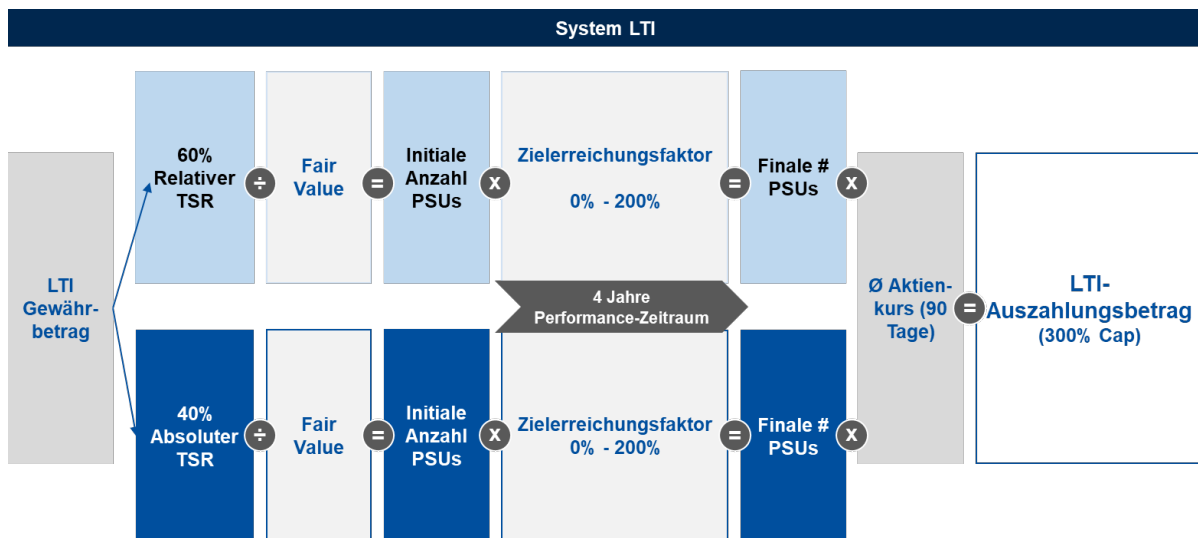 System LTI
LTI
Gewähr-
betrag
60%
Relativer
TSR
÷
Fair
Value
=
Initiale
Anzahl
PSUs
x
Zielerreichungsfaktor
0% - 200%
=
Finale #
PSUs
x
4 Jahre
Performance-Zeitraum
40%
Absoluter
TSR
÷
Fair
Value
=
Initiale
Anzahl
PSUs
x
Zielerreichungsfaktor
0% - 200%
=
Finale #
PSUs
x
Ø Aktien-
kurs (90
Tage)
=
LTI-
Auszahlungsbetrag
(300% Cap)